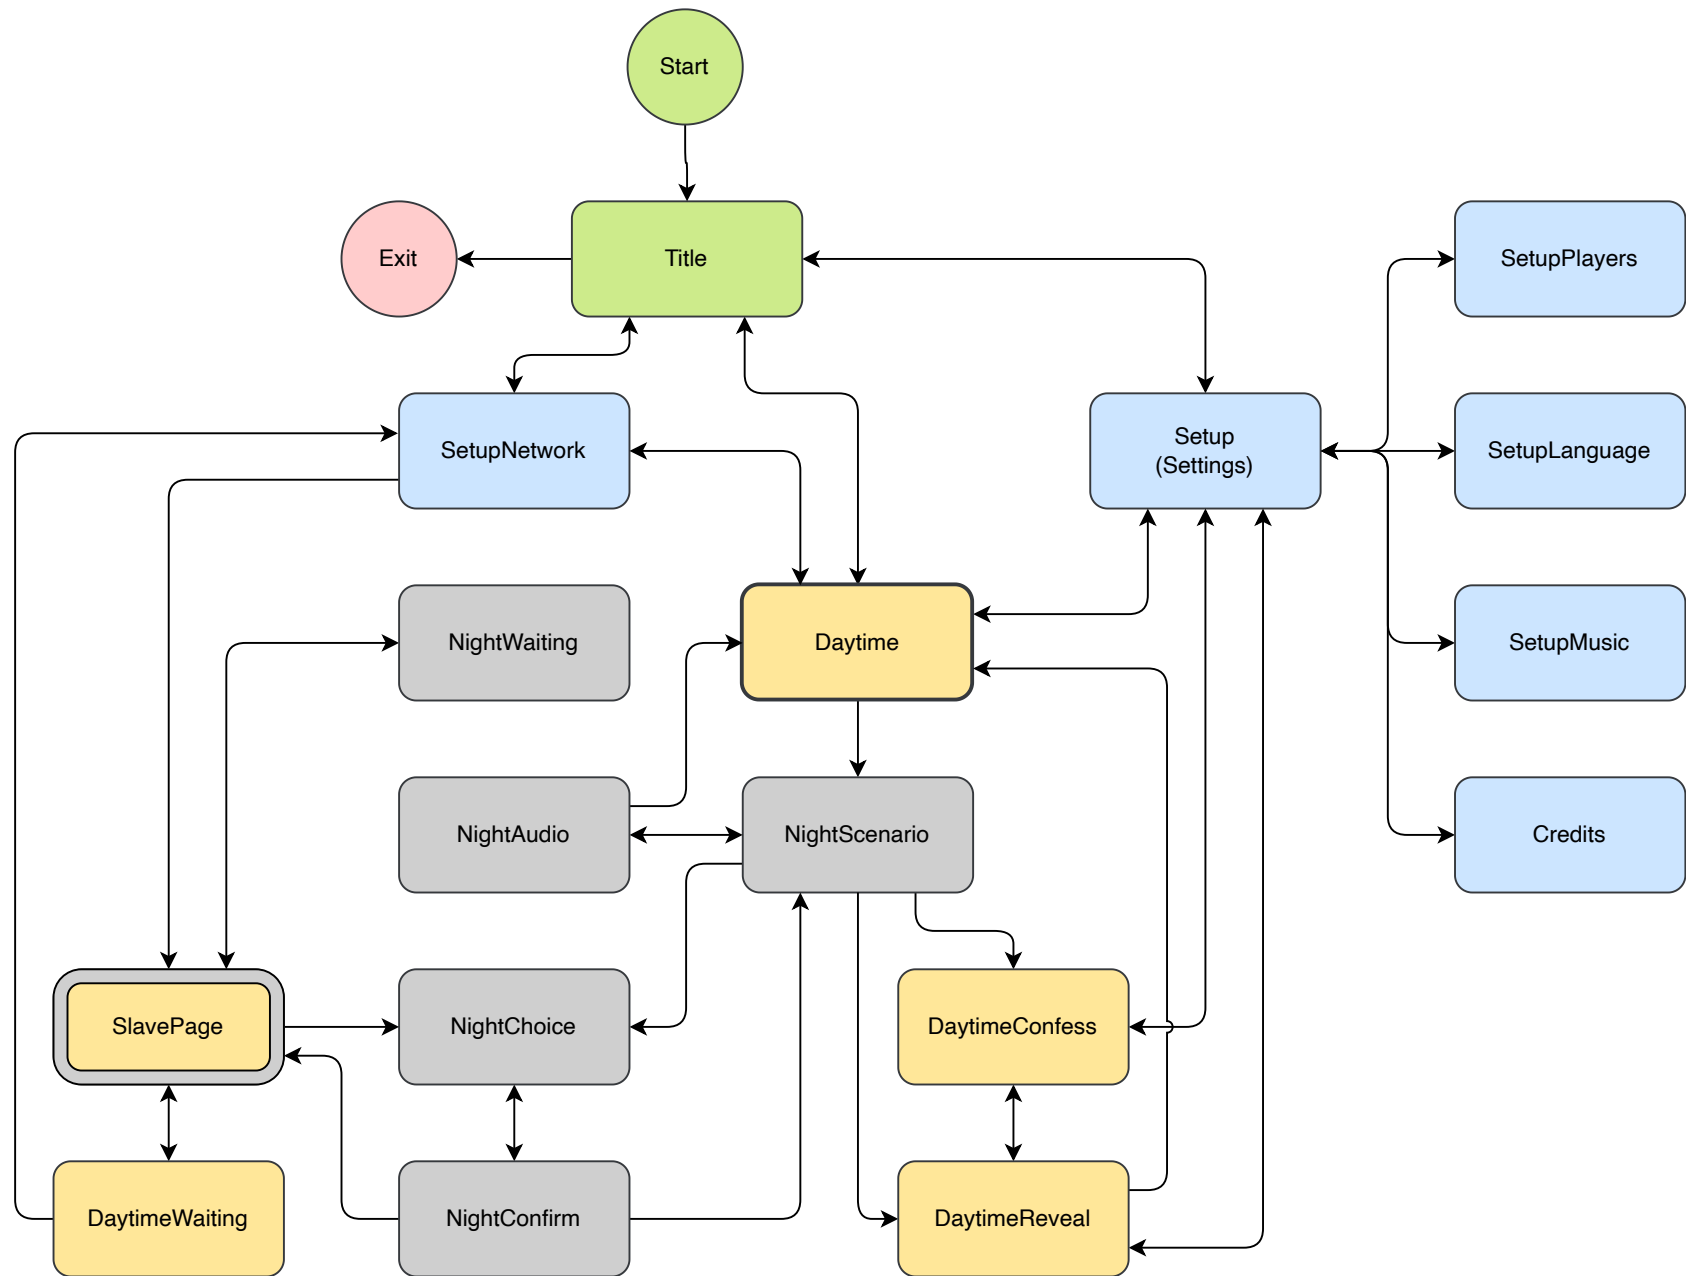 Start
Exit
Title
SetupPlayers
SetupNetwork
Setup
(Settings)
SetupLanguage
NightWaiting
Daytime
SetupMusic
NightAudio
NightScenario
Credits
SlavePage
NightChoice
DaytimeConfess
DaytimeWaiting
NightConfirm
DaytimeReveal